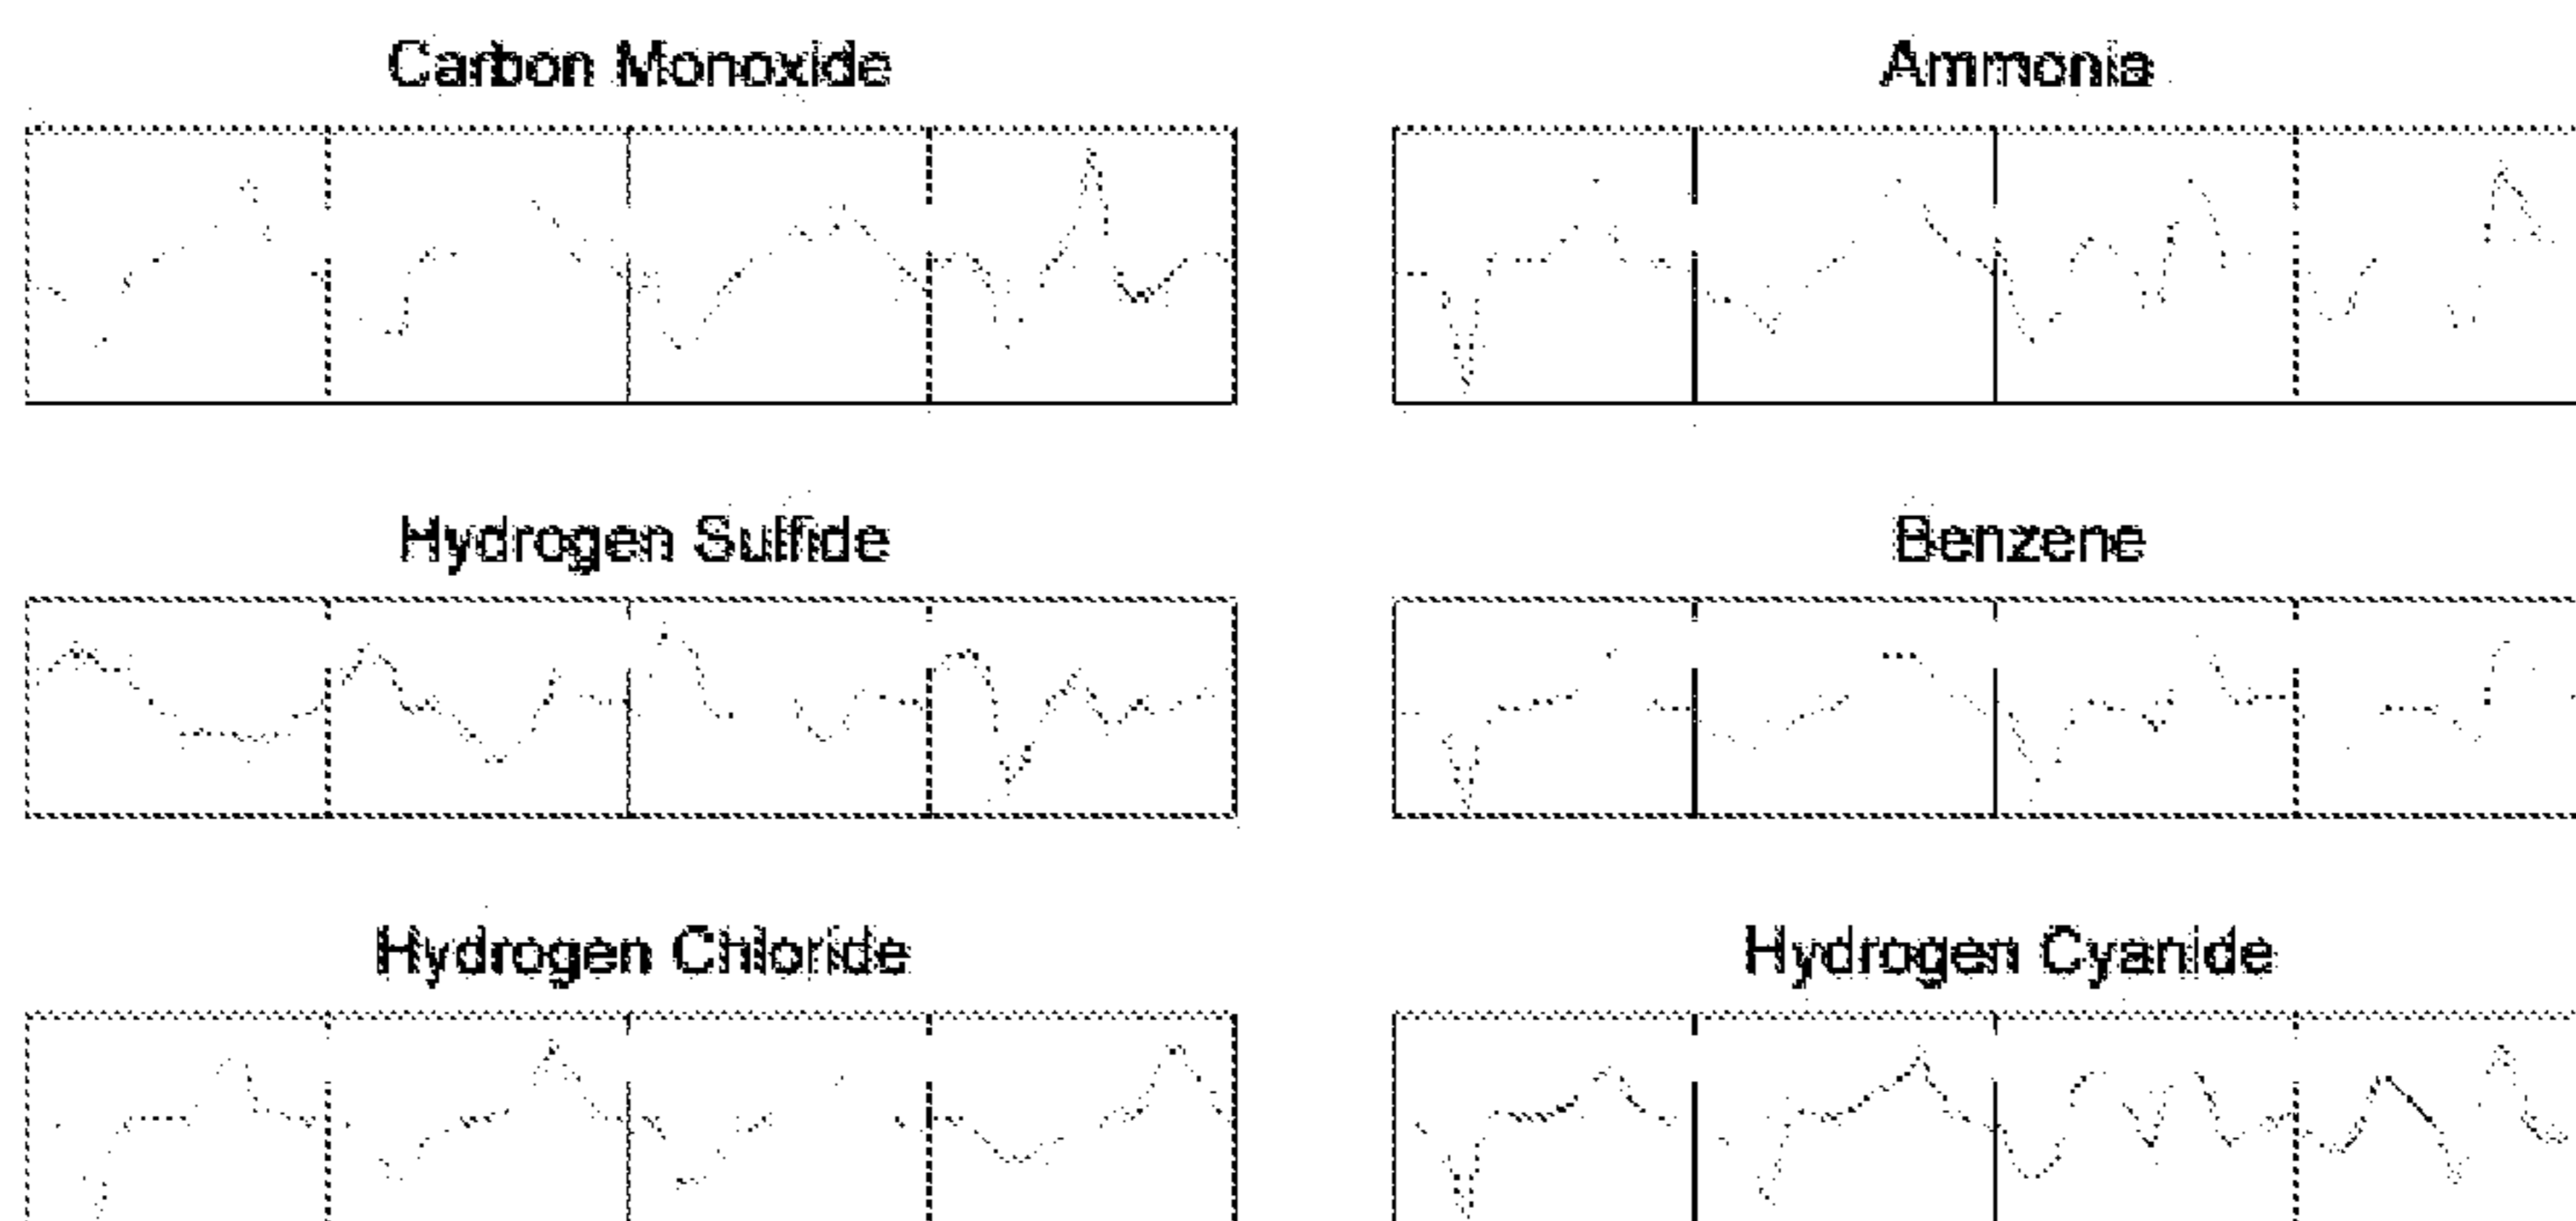 Carbon Monoxide
Ammonia
Hydrogen Sulfide
Benzene
Hydrogen Chloride
Hydrogen Cyanide